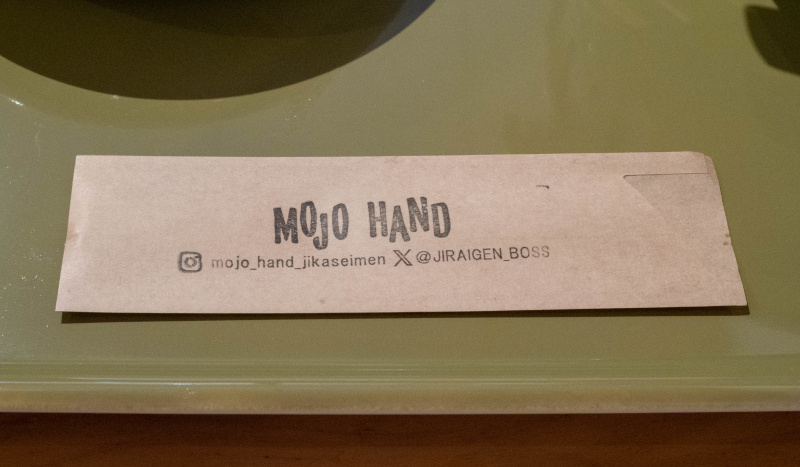 MOJO HAND
mojo_hand_jikaseimen X @JIRAIGEN_BOSS